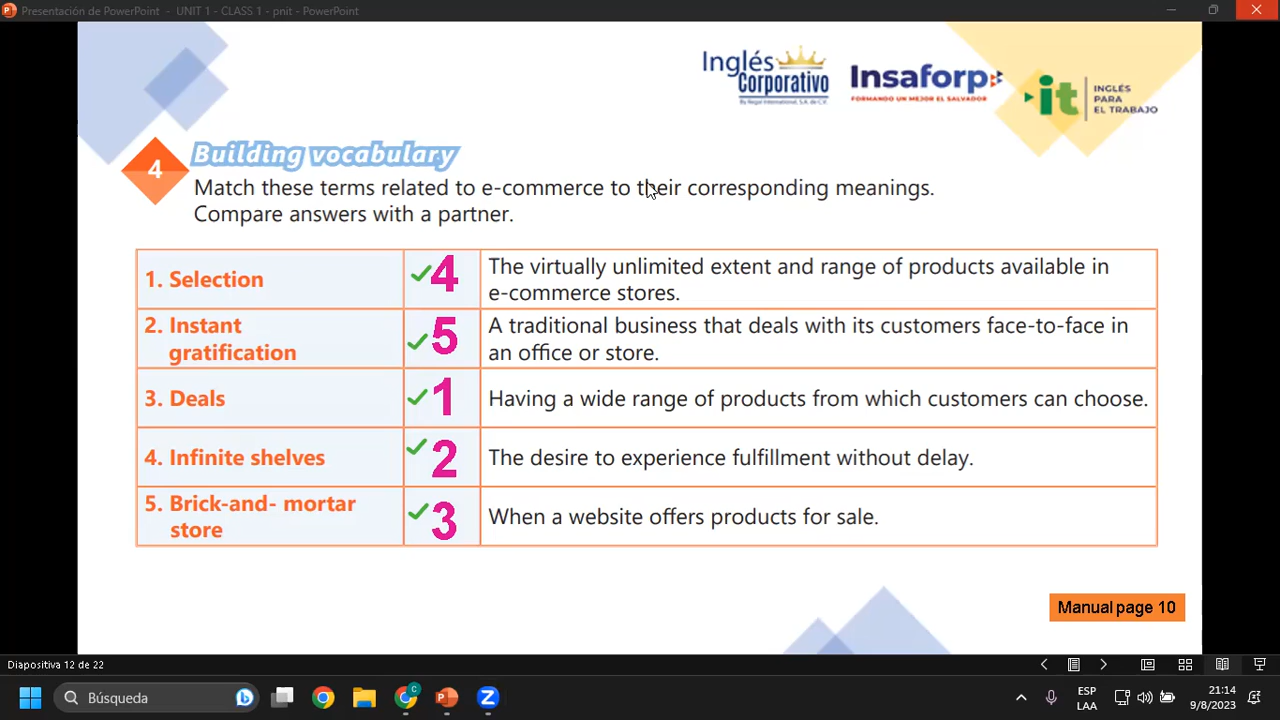 Presentación de PowerPoint - UNIT 1 - CLASS 1 - pnit - PowerPoint
Inglés
Corporativo
By Regal International, S.A. de C.V.
Insaforp
FORMANDO UN MEJOR EL SALVADOR
it
INGLÉS
PARA
EL TRABAJO
4
Building vocabulary
Match these terms related to e-commerce to their corresponding meanings.
Compare answers with a partner.
1. Selection
4
The virtually unlimited extent and range of products available in
e-commerce stores.
2. Instant
gratification
5
A traditional business that deals with its customers face-to-face in
an office or store.
3. Deals
1
Having a wide range of products from which customers can choose.
4. Infinite shelves
2
The desire to experience fulfillment without delay.
5. Brick-and- mortar
store
3
When a website offers products for sale.
Manual page 10
Diapositiva 12 de 22
Búsqueda
ESP
LAA
21:14
9/8/2023